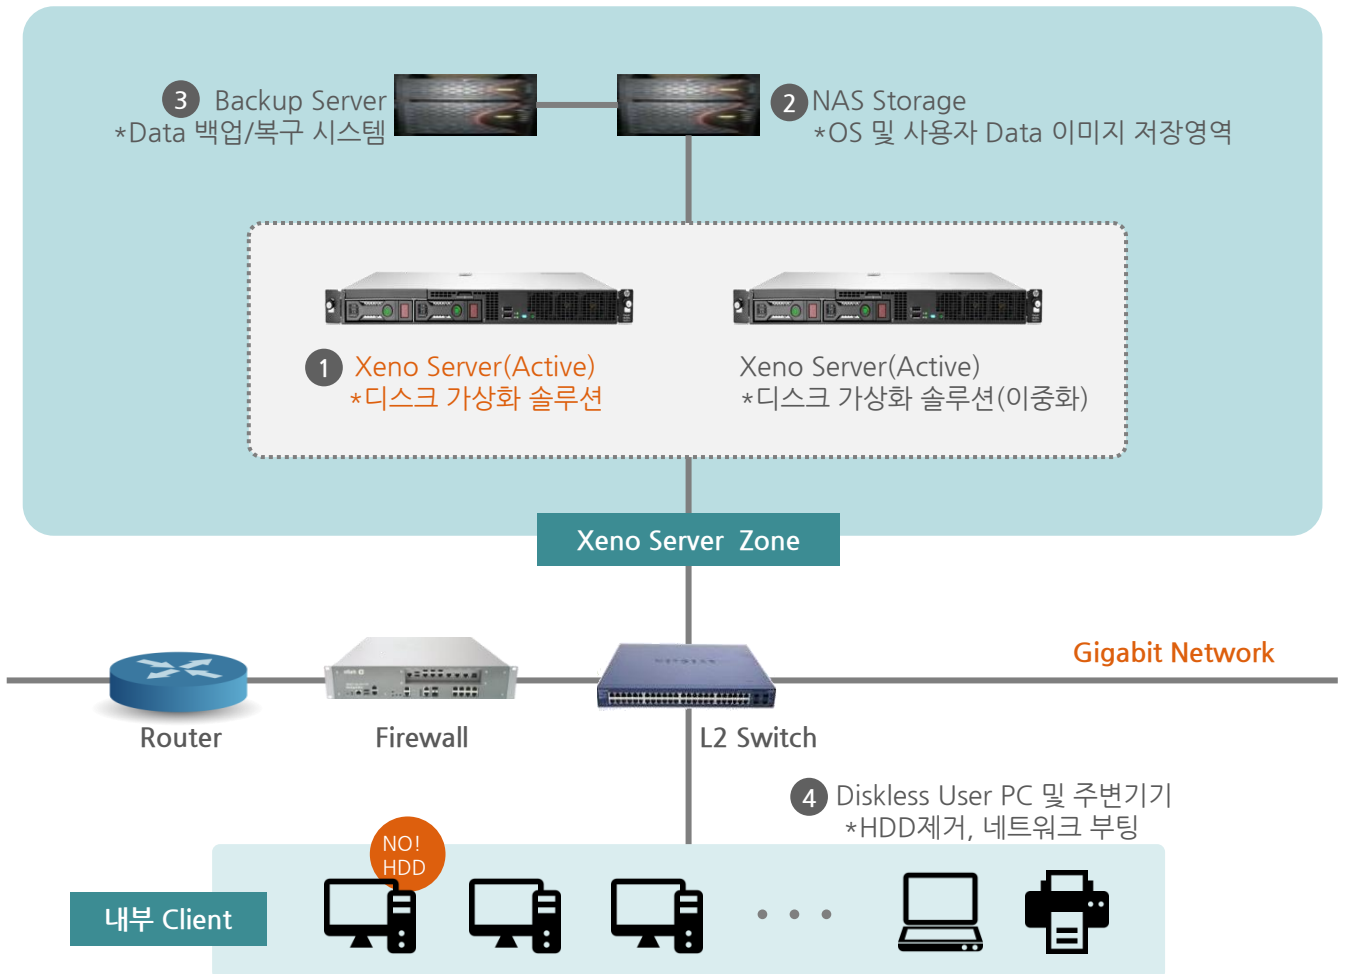 3 Backup Server
*Data 백업/복구 시스템
2 NAS Storage
*OS 및 사용자 Data 이미지 저장영역
1 Xeno Server(Active)
*디스크 가상화 솔루션
Xeno Server(Active)
*디스크 가상화 솔루션(이중화)
Xeno Server Zone
Gigabit Network
Router
Firewall
L2 Switch
4 Diskless User PC 및 주변기기
*HDD제거, 네트워크 부팅
NO!
HDD
내부 Client